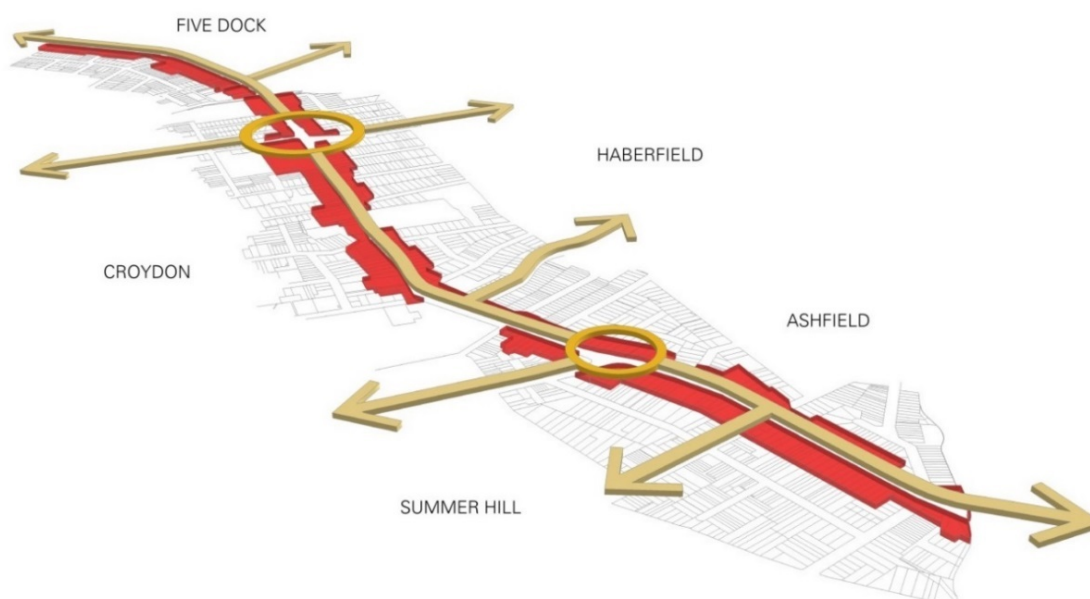 FIVE DOCK
HABERFIELD
CROYDON
ASHFIELD
SUMMER HILL